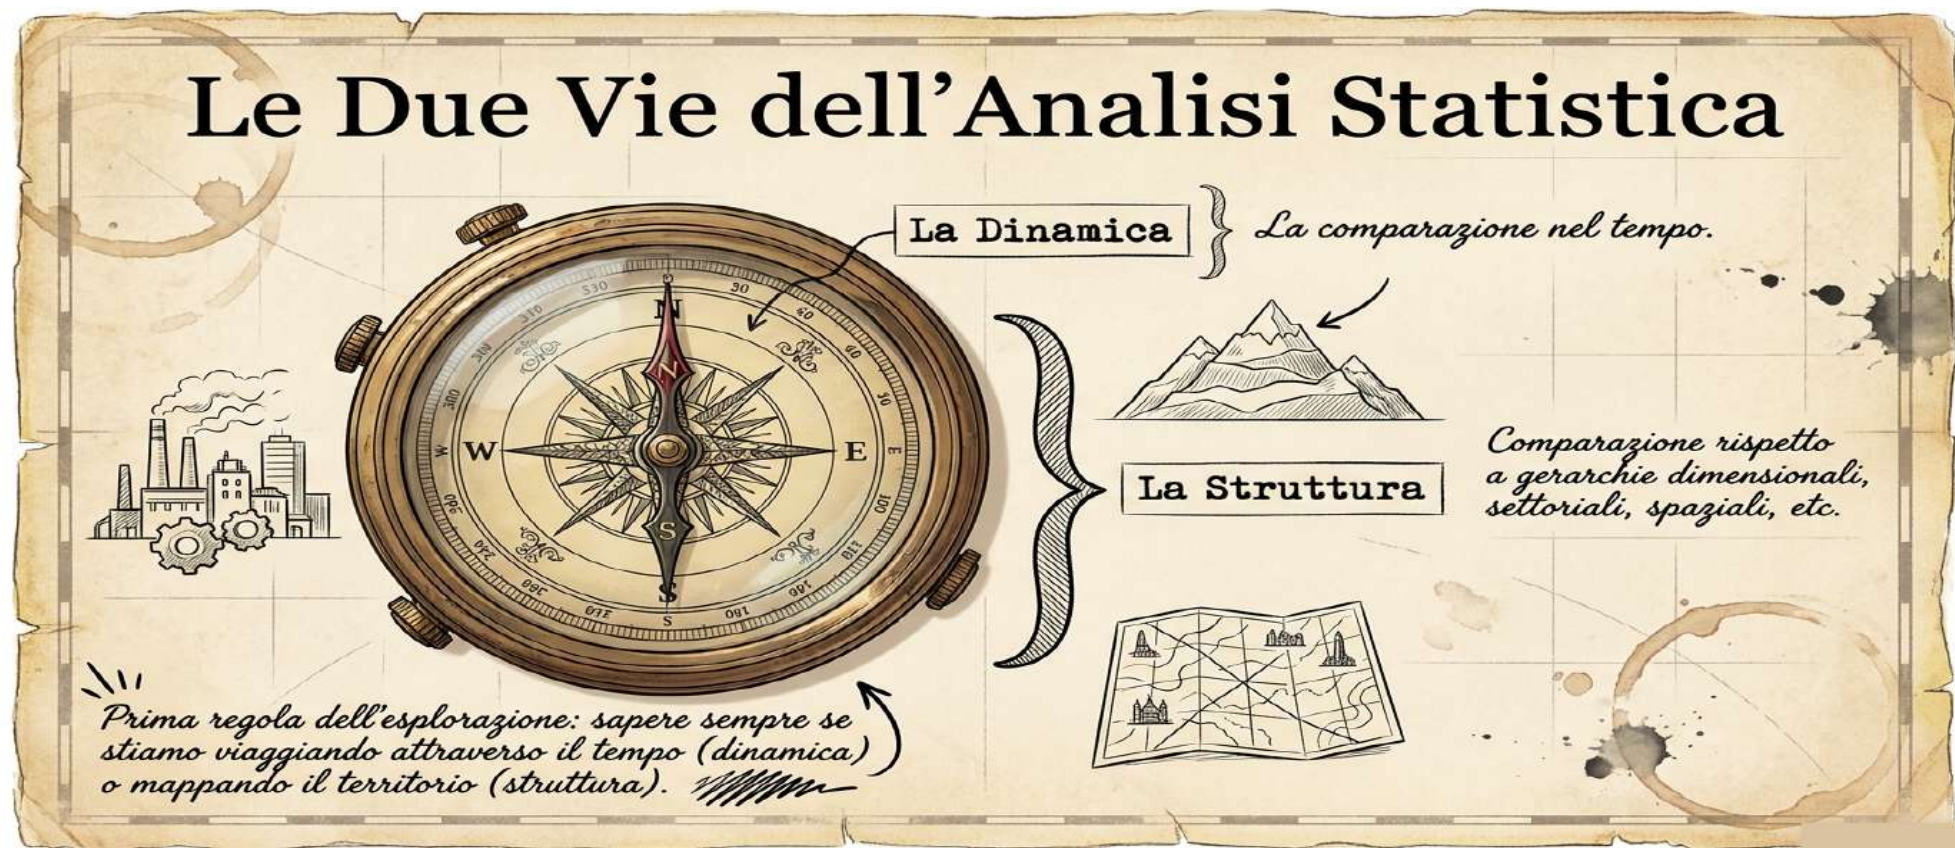 Le Due Vie dell'Analisi Statistica
La Dinamica
La comparazione nel tempo.
La Struttura
Comparazione rispetto
a gerarchie dimensionali,
settoriali, spaziali, etc.
N
N
W
E
S
S
Prima regola dell'esplorazione: sapere sempre se
stiamo viaggiando attraverso il tempo (dinamica)
o mappando il territorio (struttura).